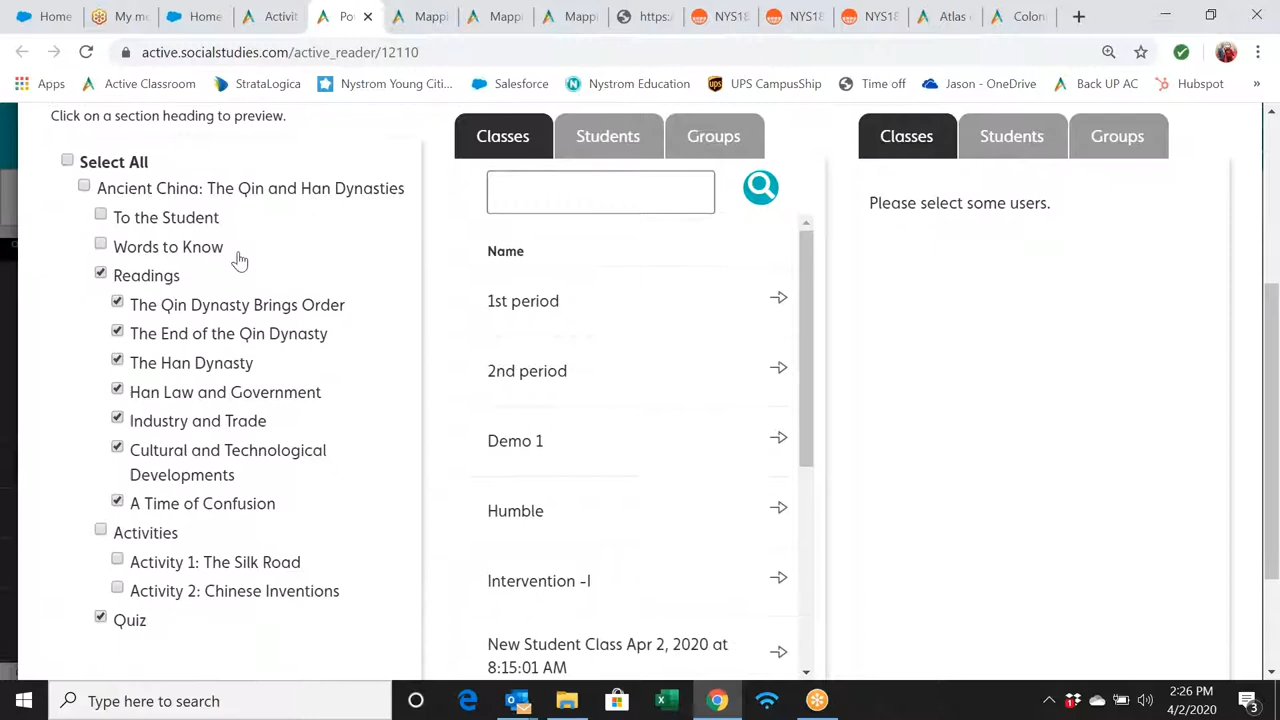 Home
My m
Home
Activit
Po
Mappi
Mappi
Mappi
https:/
NYS18
NYS18
NYS18
Atlas
Colon
active.socialstudies.com/active_reader/12110
Apps
Active Classroom
StrataLogica
Nystrom Young Citi...
Salesforce
Nystrom Education
UPS CampusShip
Time off
Jason - OneDrive
Back UP AC
Hubspot
»
Click on a section heading to preview.
Select All
Ancient China: The Qin and Han Dynasties
To the Student
Words to Know
Readings
The Qin Dynasty Brings Order
The End of the Qin Dynasty
The Han Dynasty
Han Law and Government
Industry and Trade
Cultural and Technological
Developments
A Time of Confusion
Activities
Activity 1: The Silk Road
Activity 2: Chinese Inventions
Quiz
Classes
Students
Groups
Name
1st period
2nd period
Demo 1
Humble
Intervention -I
New Student Class Apr 2, 2020 at
8:15:01 AM
Classes
Students
Groups
Please select some users.
Type here to search
2:26 PM
4/2/2020
3